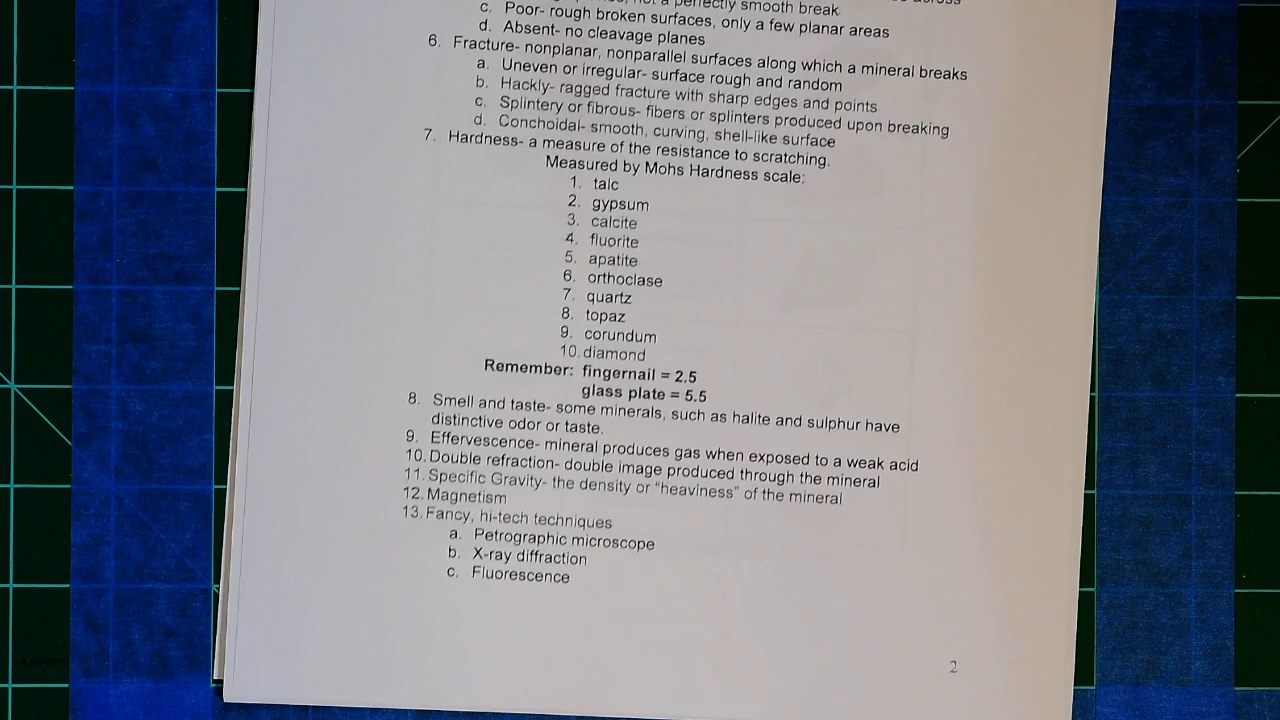 not a perfectly smooth break
c. Poor- rough broken surfaces, only a few planar areas
d. Absent- no cleavage planes
6. Fracture- nonplanar, nonparallel surfaces along which a mineral breaks
a. Uneven or irregular- surface rough and random
b. Hackly- ragged fracture with sharp edges and points
c. Splintery or fibrous- fibers or splinters produced upon breaking
d. Conchoidal- smooth, curving, shell-like surface
7. Hardness- a measure of the resistance to scratching.
Measured by Mohs Hardness scale:
1. talc
2. gypsum
3. calcite
4. fluorite
5. apatite
6. orthoclase
7. quartz
8. topaz
9. corundum
10. diamond
Remember: fingernail = 2.5
glass plate = 5.5
8. Smell and taste- some minerals, such as halite and sulphur have
distinctive odor or taste.
9. Effervescence- mineral produces gas when exposed to a weak acid
10. Double refraction- double image produced through the mineral
11. Specific Gravity- the density or "heaviness" of the mineral
12. Magnetism
13. Fancy, hi-tech techniques
a. Petrographic microscope
b. X-ray diffraction
c. Fluorescence
2